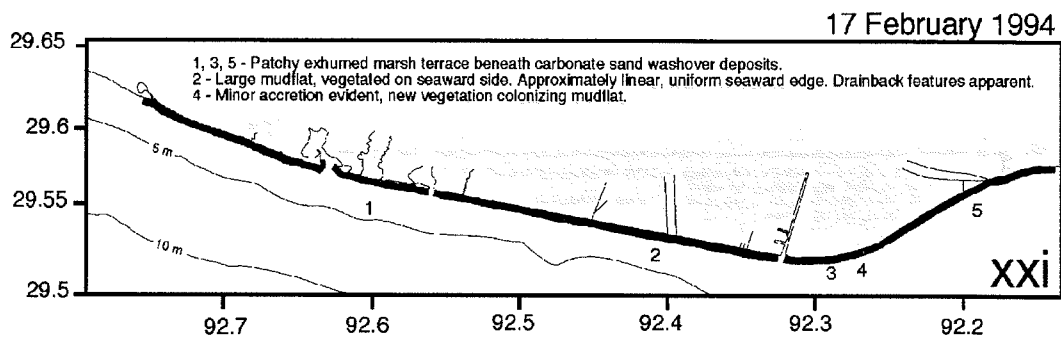 17 February 1994
29.65
1, 3, 5 - Patchy exhumed marsh terrace beneath carbonate sand washover deposits.
2 - Large mudflat, vegetated on seaward side. Approximately linear, uniform seaward edge. Drainback features apparent.
4 - Minor accretion evident, new vegetation colonizing mudflat.
29.6
5 m
29.55
1
5
2
10 m
3
4
xxi
29.5
92.7
92.6
92.5
92.4
92.3
92.2